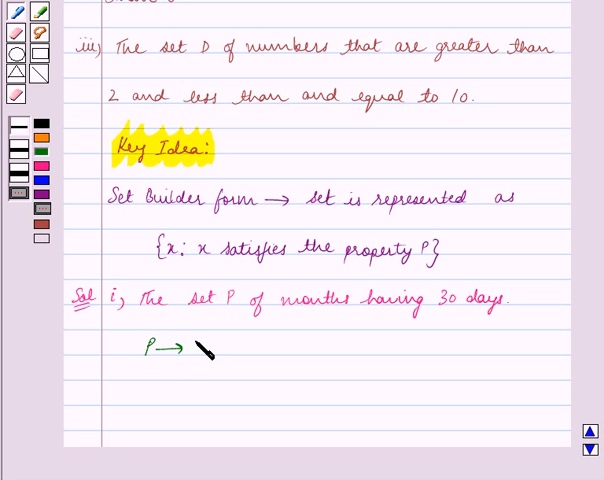 iii, The set D of numbers that are greater than
2 and less than and equal to 10.
Key Idea:
Set Builder form → set is represented as
{x: x satisfies the property P}
Sol i, The set P of months having 30 days.
P →